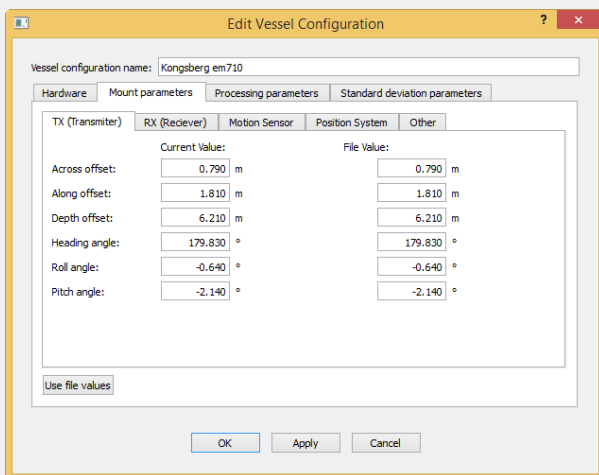 Edit Vessel Configuration
?
×
Vessel configuration name: Kongsberg em710
Hardware Mount parameters Processing parameters Standard deviation parameters
TX (Transmiter) RX (Reciever) Motion Sensor Position System Other
Current Value: File Value:
Across offset: 0.790 m 0.790 m
Along offset: 1.810 m 1.810 m
Depth offset: 6.210 m 6.210 m
Heading angle: 179.830 ° 179.830 °
Roll angle: -0.640 ° -0.640 °
Pitch angle: -2.140 ° -2.140 °
Use file values
OK Apply Cancel